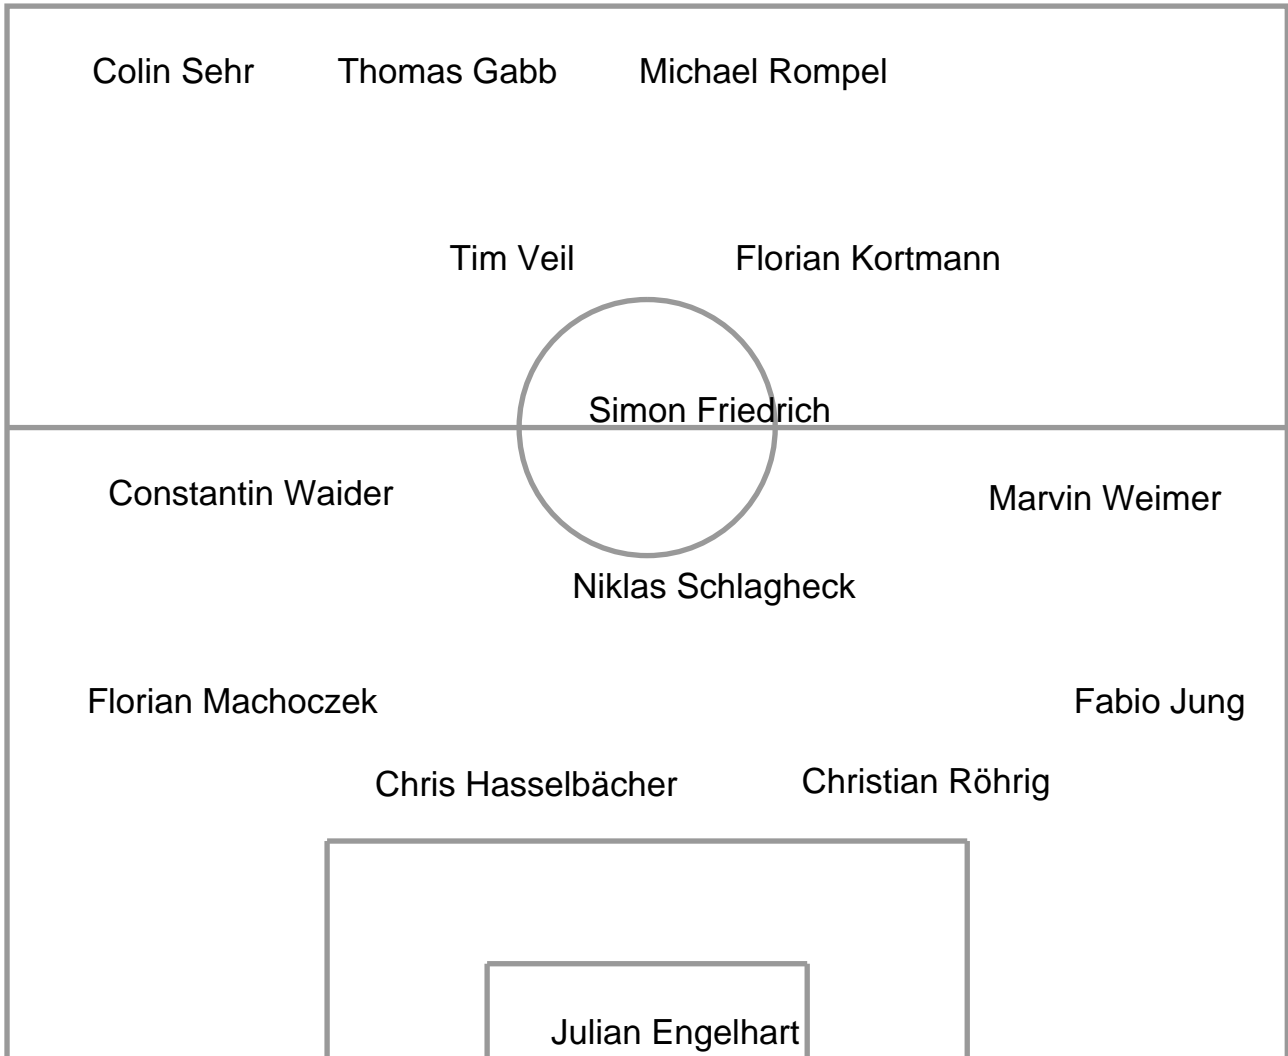 Colin Sehr Thomas Gabb Michael Rompel
Tim Veil Florian Kortmann
Simon Friedrich
Constantin Waider Marvin Weimer
Niklas Schlagheck
Florian Machoczek Fabio Jung
Chris Hasselbächer Christian Röhrig
Julian Engelhart